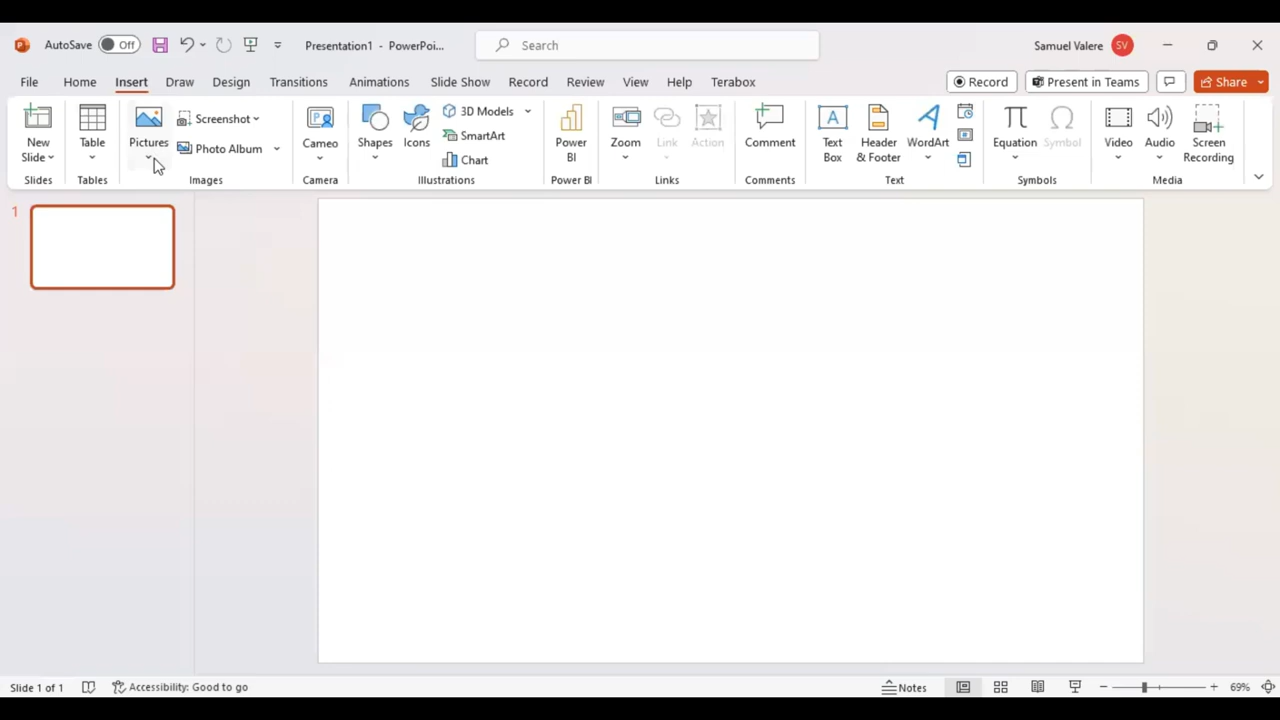 AutoSave Off Presentation1 - PowerPoi... Search Samuel Valere SV
File Home Insert Draw Design Transitions Animations Slide Show Record Review View Help Terabox Record Present in Teams Share
New Slide
Table
Pictures
Screenshot
Photo Album
Cameo
Shapes
Icons
3D Models
SmartArt
Chart
Power BI
Zoom
Link
Action
Comment
Text Box
Header & Footer
WordArt
Equation
Symbol
Video
Audio
Screen Recording
Slides Tables Images Camera Illustrations Power BI Links Comments Text Symbols Media
1
Slide 1 of 1 Accessibility: Good to go Notes 69%